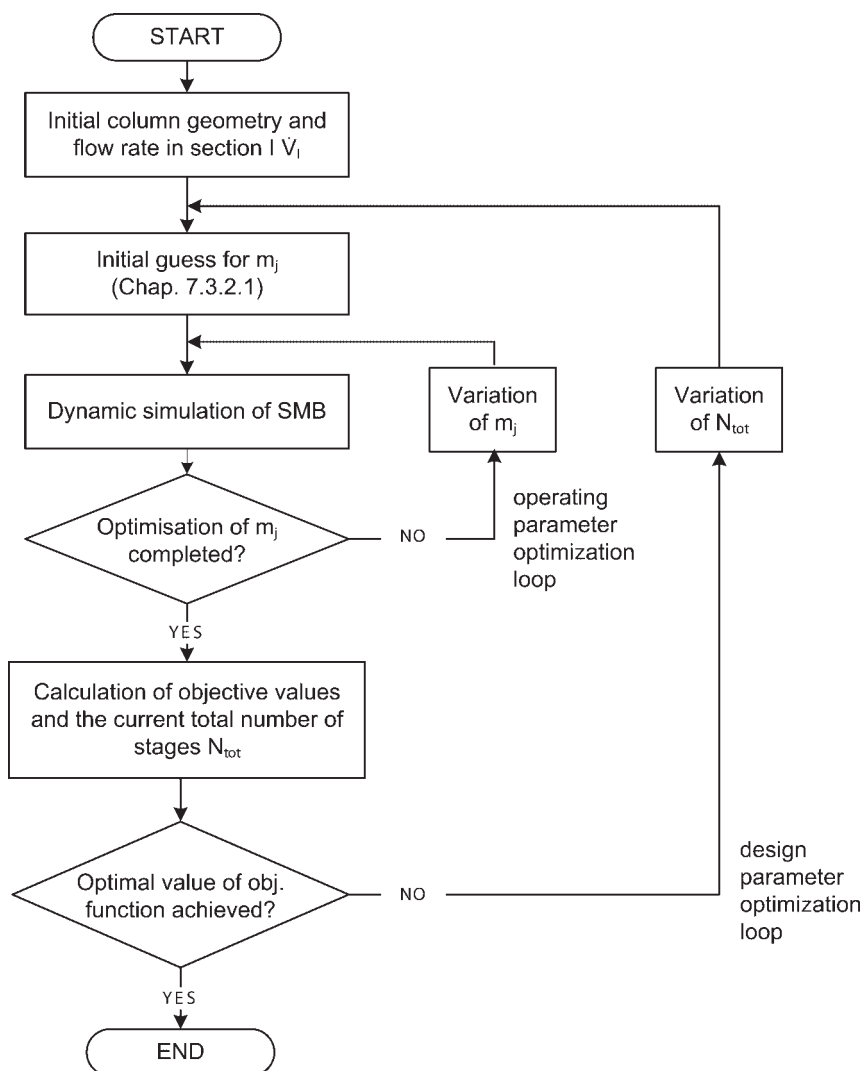 START
Initial column geometry and
flow rate in section I V̇ᵢ
Initial guess for mⱼ
(Chap. 7.3.2.1)
Dynamic simulation of SMB
Variation
of mⱼ
Variation
of Nₜₒₜ
Optimisation of mⱼ
completed?
NO
operating
parameter
optimization
loop
YES
Calculation of objective values
and the current total number of
stages Nₜₒₜ
Optimal value of obj.
function achieved?
NO
design
parameter
optimization
loop
YES
END